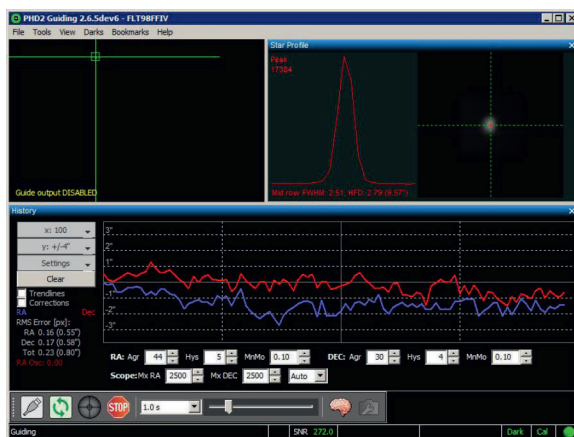 PHD2 Guiding 2.6.5dev6 - FLT98FFIV
File Tools View Darks Bookmarks Help
Guide output DISABLED
Star Profile
Peak
17384
Mid row FWHM: 2.51, HFD: 2.79 (9.57")
History
x: 100
y: +/-4"
Settings
Clear
Trendlines
Corrections
RA Dec
RMS Error [px]:
RA 0.16 (0.55")
Dec 0.17 (0.58")
Tot 0.23 (0.80")
RA Osc: 0.00
3"
2"
1"
-1"
-2"
-3"
RA: Agr 44 Hys 5 MnMo 0.10 DEC: Agr 30 Hys 4 MnMo 0.10
Scope: Mx RA 2500 Mx DEC 2500 Auto
STOP 1.0 s
Guiding SNR 272.0 Dark Cal